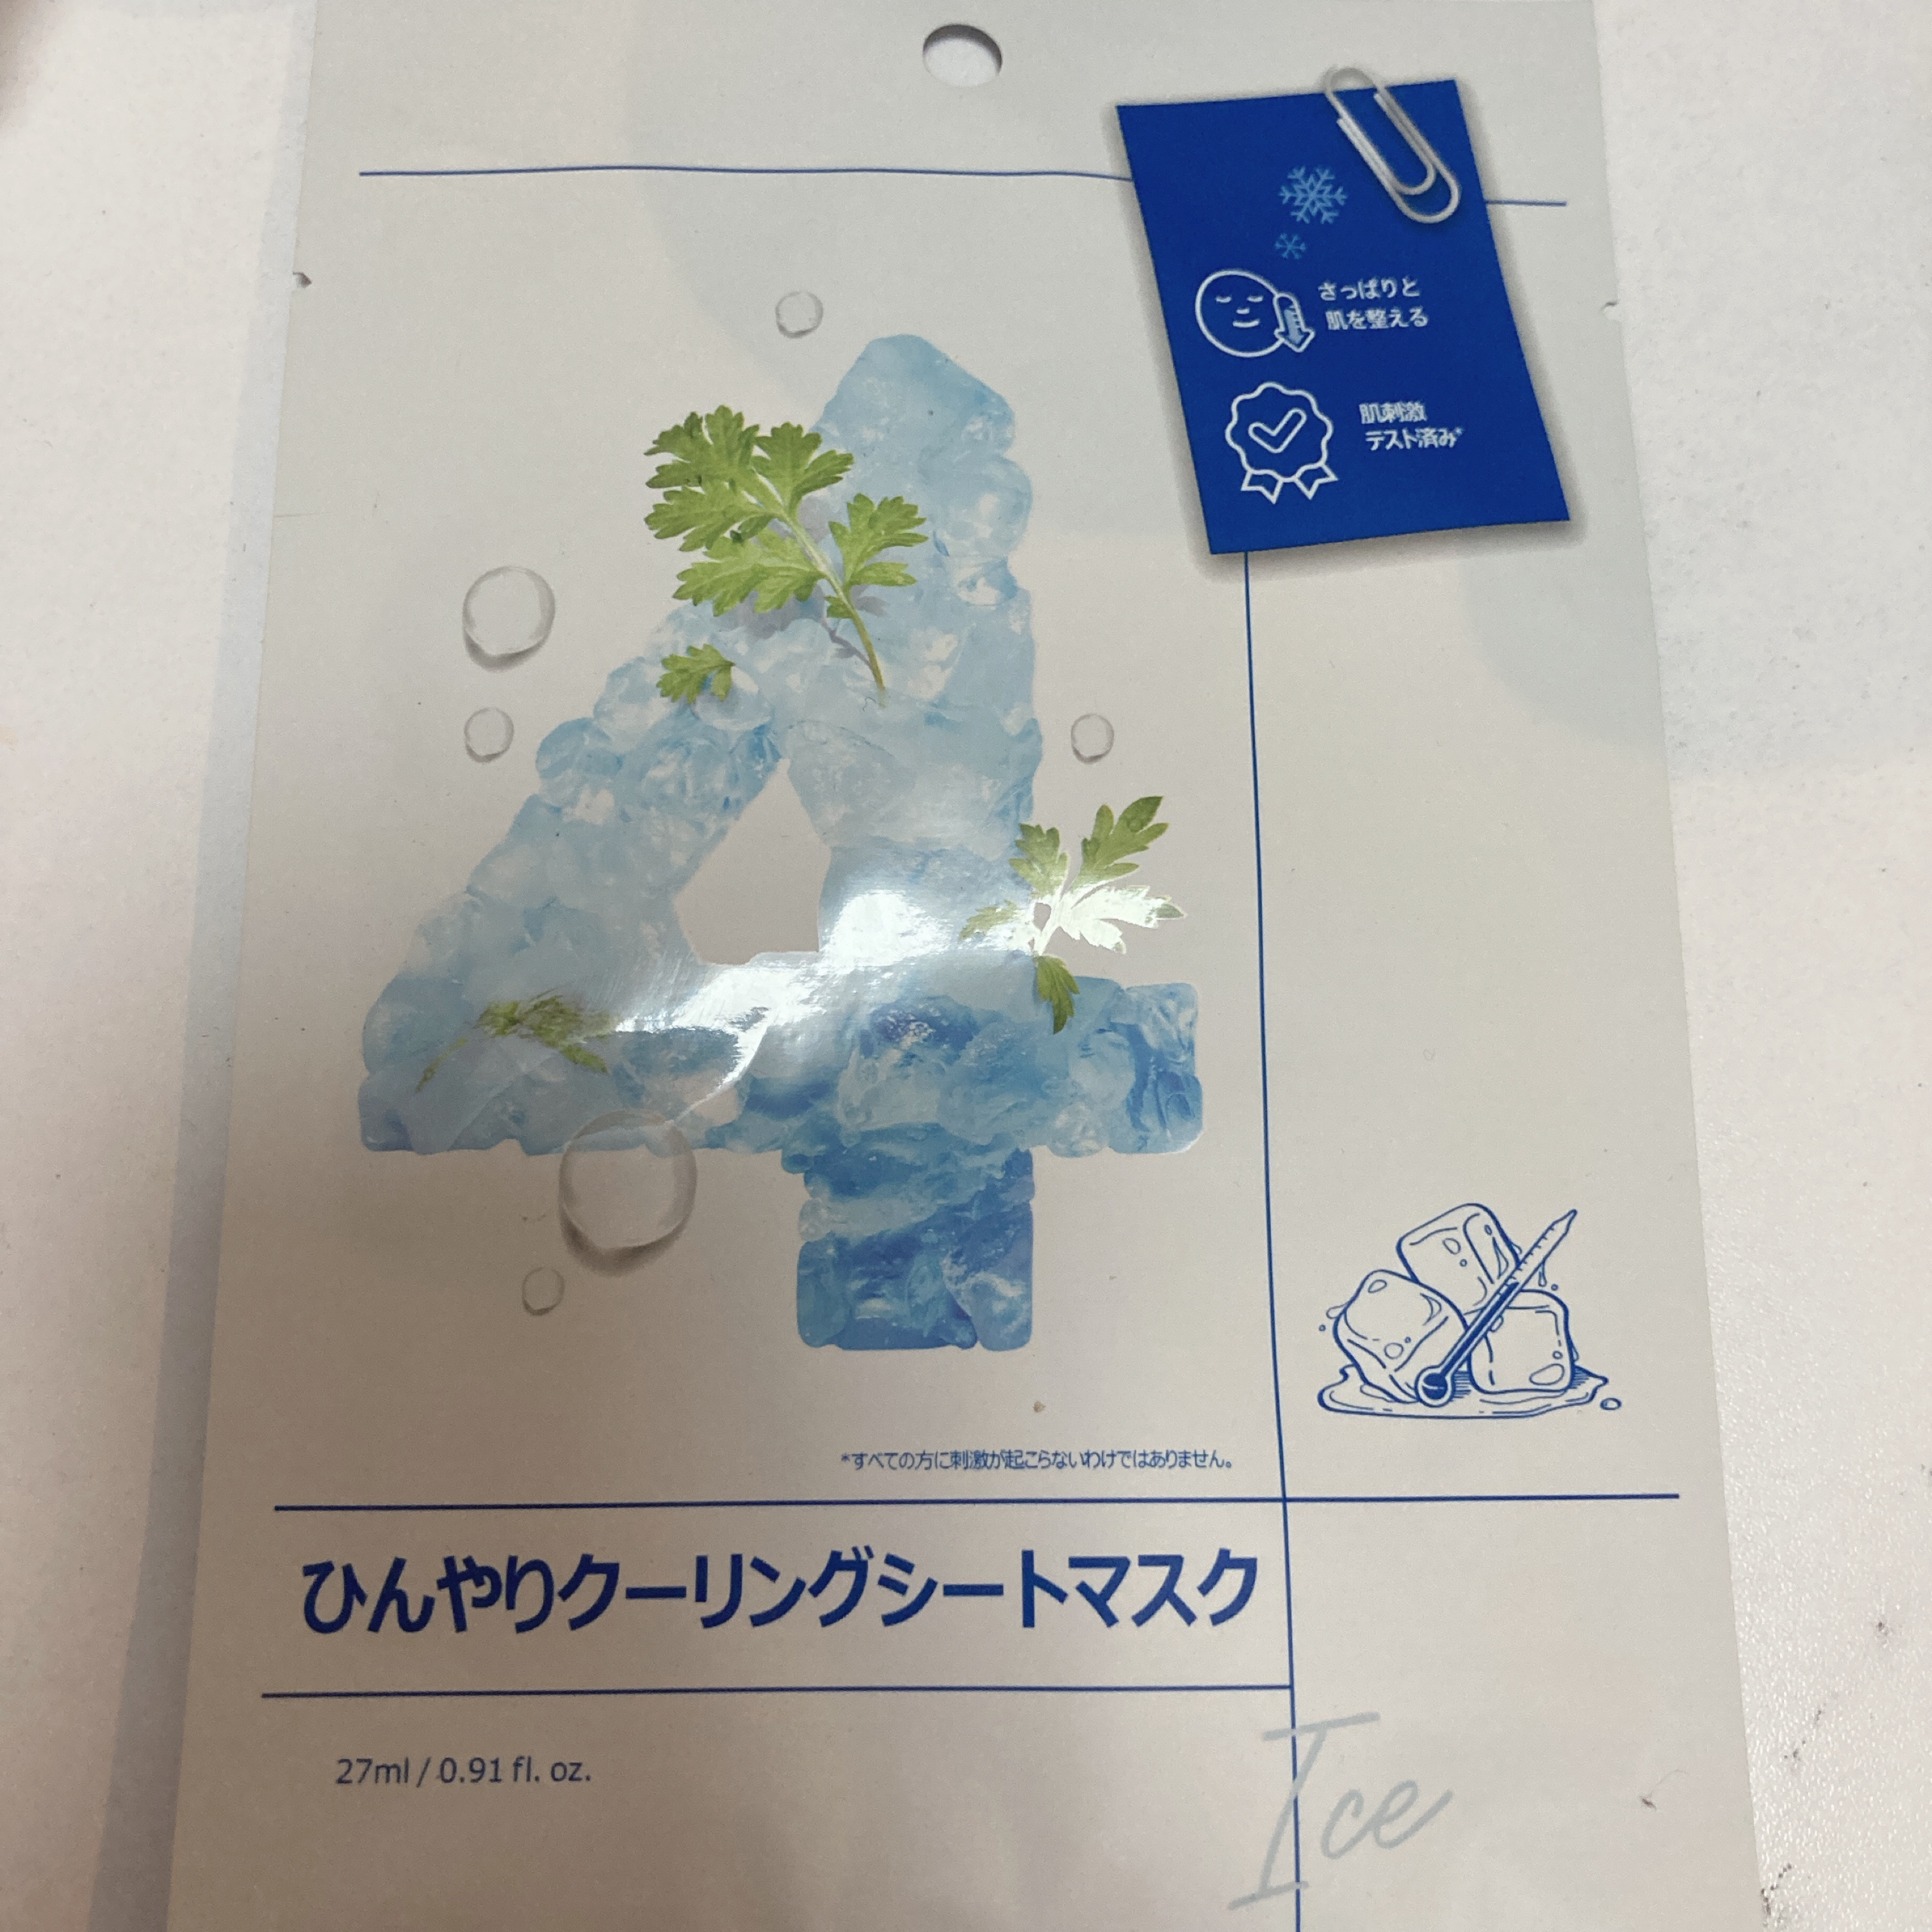 さっぱりと
肌を整える
肌刺激
テスト済み*
*すべての方に刺激が起こらないわけではありません。
ひんやりクーリングシートマスク
27ml / 0.91 fl. oz.
Ice